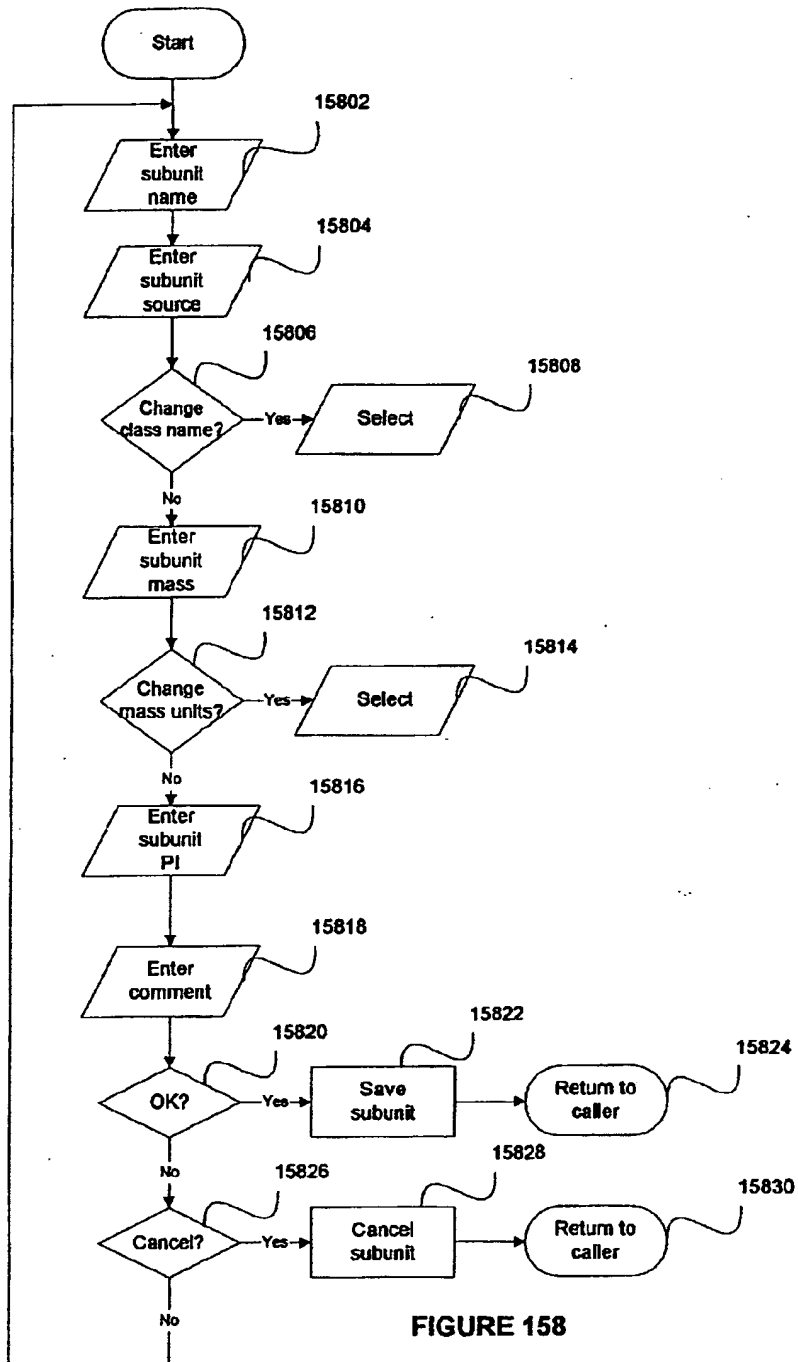 Start
15802
Enter
subunit
name
15804
Enter
subunit
source
15806
Change
class name?
Yes
15808
Select
No
15810
Enter
subunit
mass
15812
Change
mass units?
Yes
15814
Select
No
15816
Enter
subunit
PI
15818
Enter
comment
15820
OK?
Yes
15822
Save
subunit
15824
Return to
caller
No
15826
Cancel?
Yes
15828
Cancel
subunit
15830
Return to
caller
No
FIGURE 158